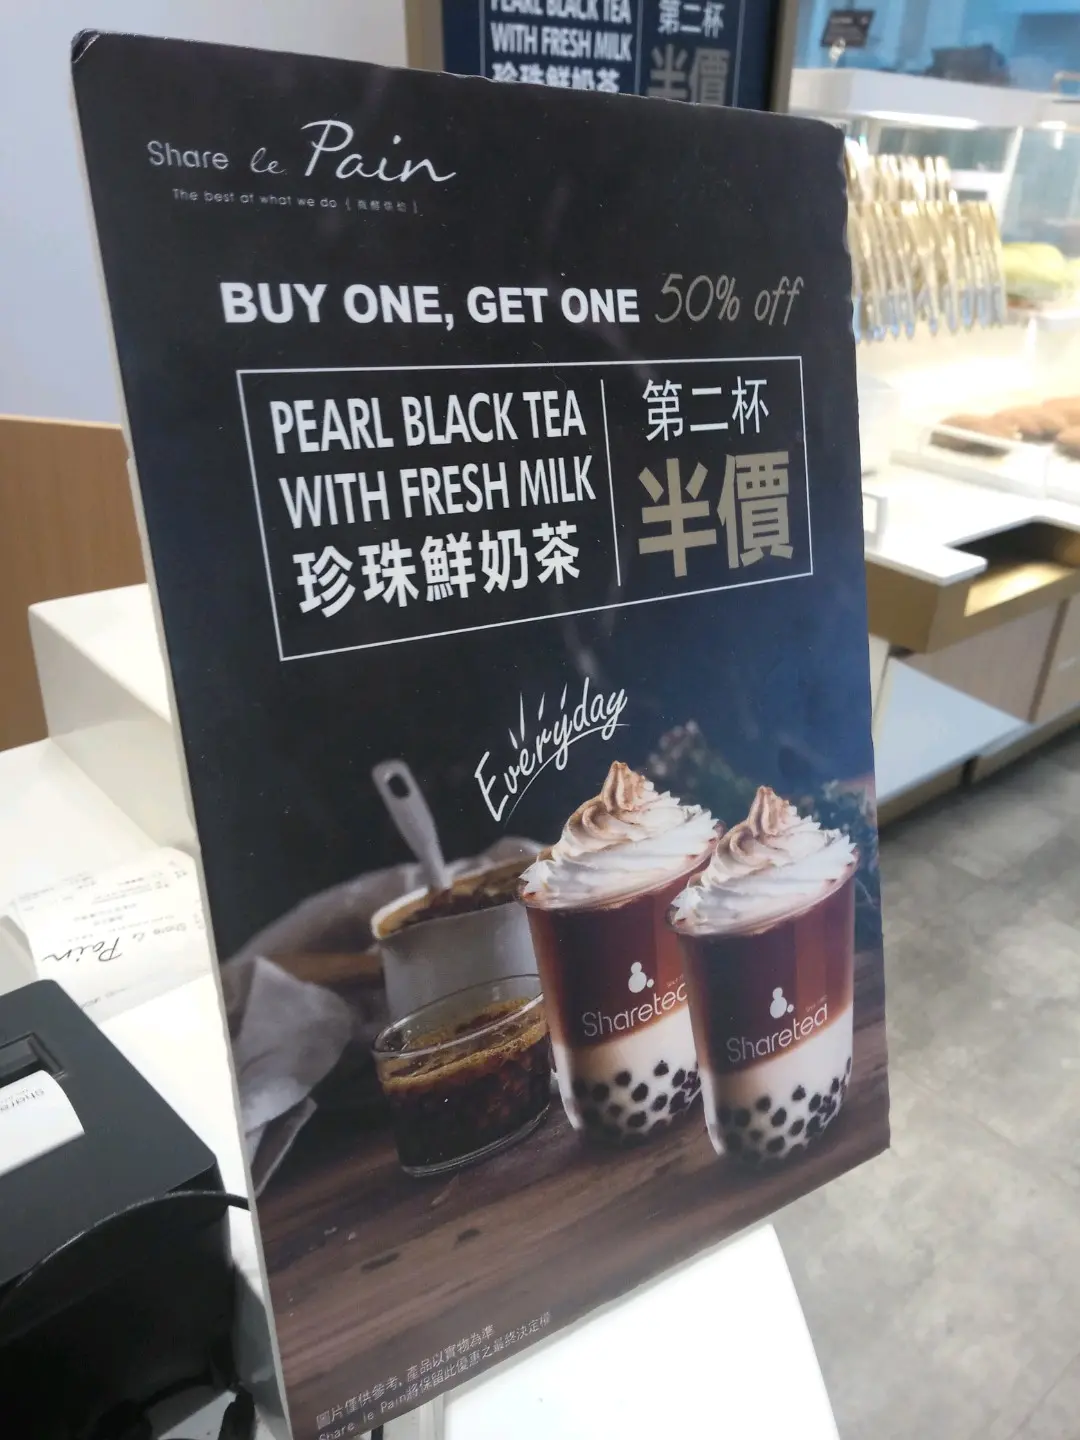 PEARL BLACK TEA
WITH FRESH MILK
珍珠鮮奶茶
第二杯
半價
Share le Pain
The best of what we do
BUY ONE, GET ONE 50% off
PEARL BLACK TEA
WITH FRESH MILK
珍珠鮮奶茶
第二杯
半價
Everyday
Sharetea
Sharetea
圖片僅供參考，產品以實物為準
Share le Pain將保留此優惠之最終決定權
Share le Pain